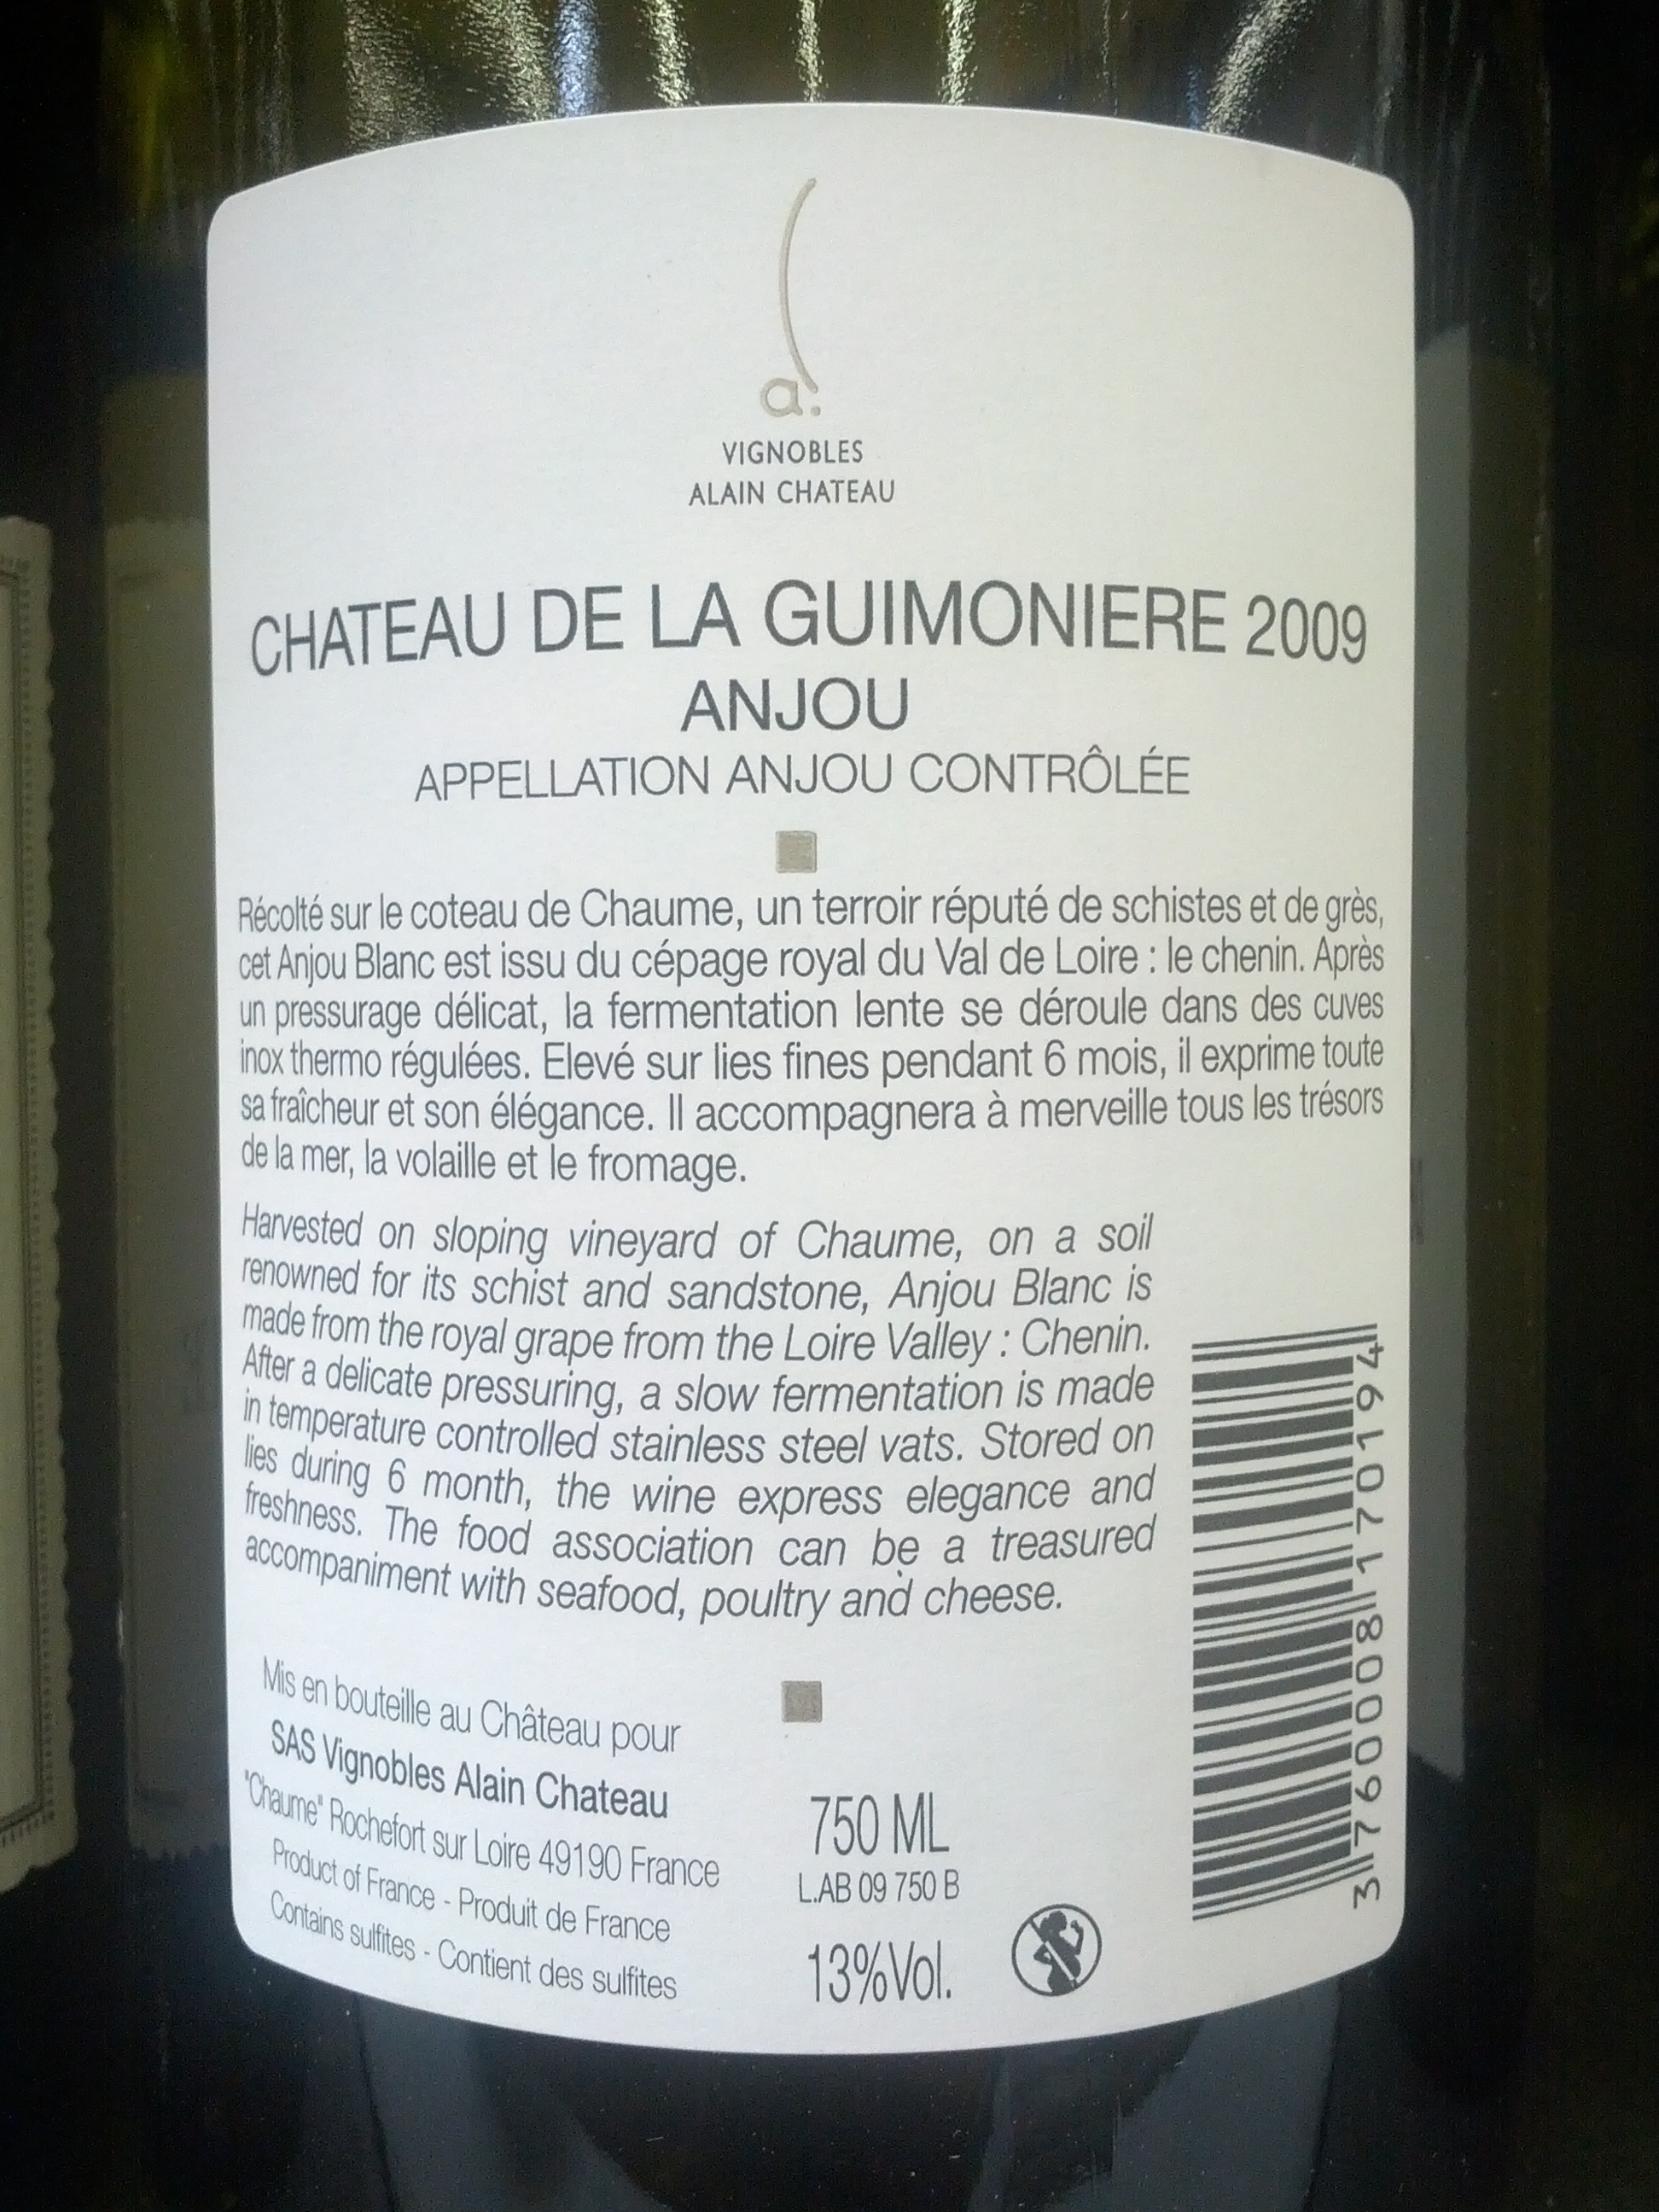 a.
VIGNOBLES
ALAIN CHATEAU
CHATEAU DE LA GUIMONIERE 2009
ANJOU
APPELLATION ANJOU CONTRÔLÉE
Récolté sur le coteau de Chaume, un terroir réputé de schistes et de grès,
cet Anjou Blanc est issu du cépage royal du Val de Loire : le chenin. Après
un pressurage délicat, la fermentation lente se déroule dans des cuves
inox thermo régulées. Elevé sur lies fines pendant 6 mois, il exprime toute
sa fraîcheur et son élégance. Il accompagnera à merveille tous les trésors
de la mer, la volaille et le fromage.
Harvested on sloping vineyard of Chaume, on a soil
renowned for its schist and sandstone, Anjou Blanc is
made from the royal grape from the Loire Valley : Chenin.
After a delicate pressuring, a slow fermentation is made
in temperature controlled stainless steel vats. Stored on
lies during 6 month, the wine express elegance and
freshness. The food association can be a treasured
accompaniment with seafood, poultry and cheese.
Mis en bouteille au Château pour
SAS Vignobles Alain Chateau
"Chaume" Rochefort sur Loire 49190 France
Product of France - Produit de France
Contains sulfites - Contient des sulfites
750 ML
L.AB 09 750 B
13%Vol.
3 760008 170194